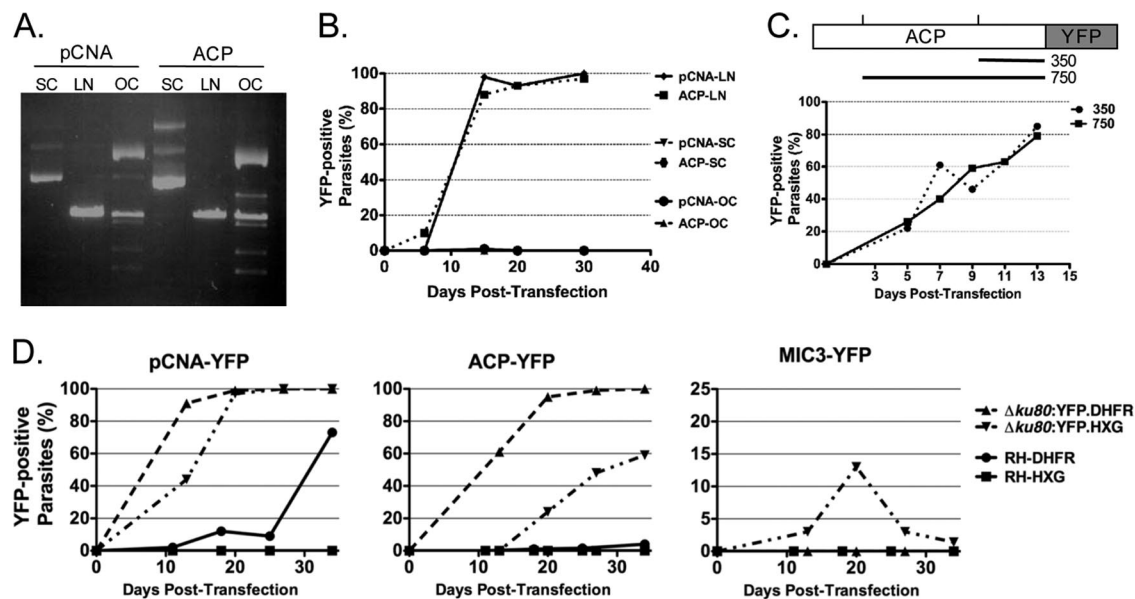 A.
pCNA ACP
SC LN OC SC LN OC
B.
YFP-positive
Parasites (%)
100
80
60
40
20
0
0 10 20 30 40
Days Post-Transfection
pCNA-LN
ACP-LN
pCNA-SC
ACP-SC
pCNA-OC
ACP-OC
C.
ACP YFP
350
750
YFP-positive
Parasites (%)
100
80
60
40
20
0
3 5 7 9 11 13 15
Days Post-Transfection
350
750
D.
pCNA-YFP
YFP-positive
Parasites (%)
100
80
60
40
20
0
0 10 20 30
Days Post-Transfection
ACP-YFP
100
80
60
40
20
0
0 10 20 30
Days Post-Transfection
MIC3-YFP
25
20
15
10
5
0
0 10 20 30
Days Post-Transfection
Δku80:YFP.DHFR
Δku80:YFP.HXG
RH-DHFR
RH-HXG